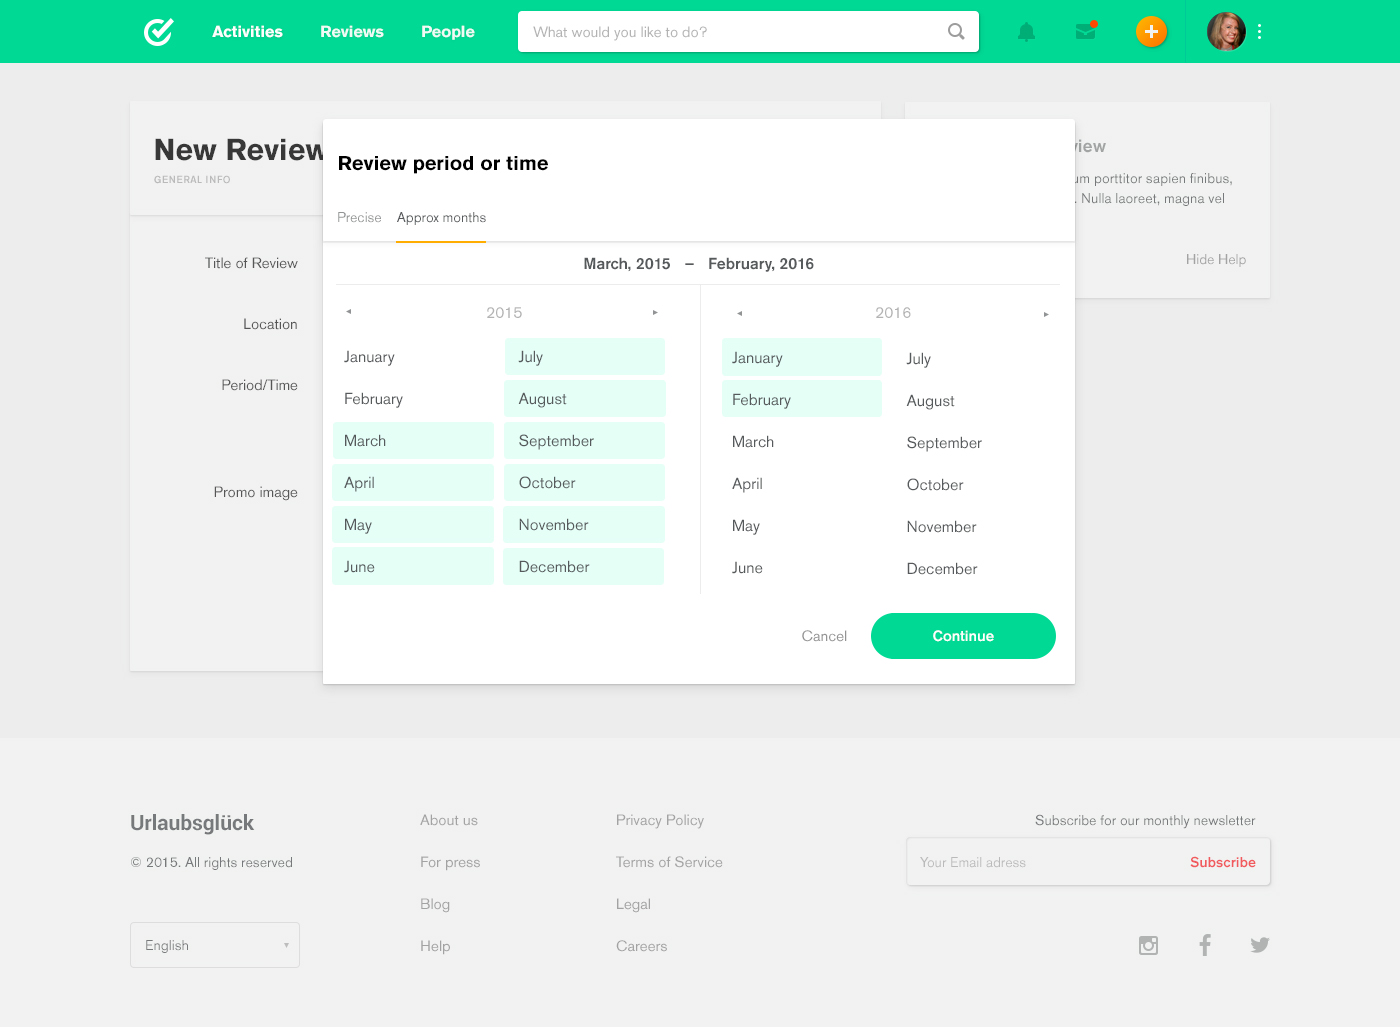 Activities
Reviews
People
What would you like to do?
New Review
GENERAL INFO
Title of Review
Location
Period/Time
Promo image
Review period or time
Precise
Approx months
March, 2015 – February, 2016
2015
January
February
March
April
May
June
July
August
September
October
November
December
2016
January
February
March
April
May
June
July
August
September
October
November
December
Cancel
Continue
porttitor sapien finibus,
Nulla laoreet, magna vel
Hide Help
Urlaubsglück
© 2015. All rights reserved
English
About us
For press
Blog
Help
Privacy Policy
Terms of Service
Legal
Careers
Subscribe for our monthly newsletter
Your Email adress
Subscribe